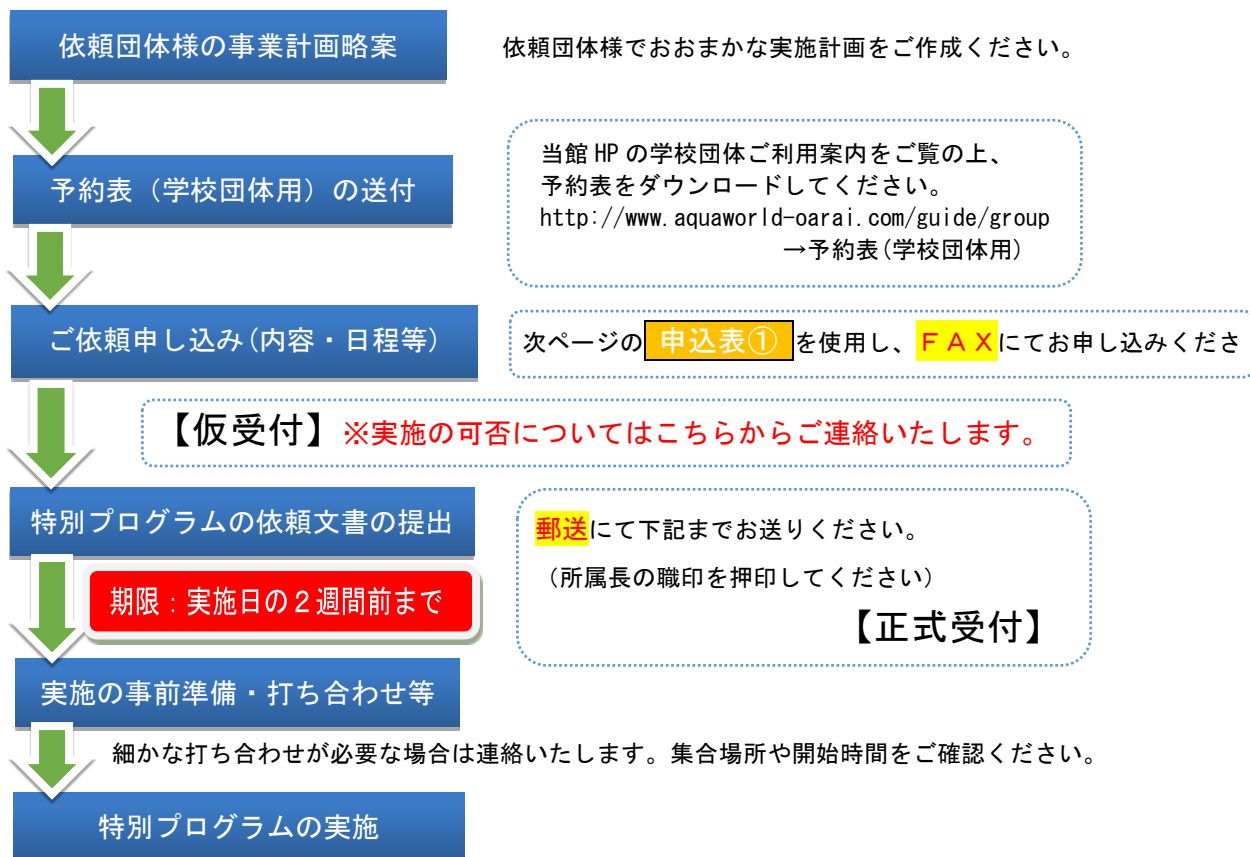 依頼団体様の事業計画略案
依頼団体様でおおまかな実施計画をご作成ください。
予約表（学校団体用）の送付
当館 HP の学校団体ご利用案内をご覧の上、
予約表をダウンロードしてください。
http://www.aquaworld-oarai.com/guide/group
→予約表(学校団体用)
ご依頼申し込み(内容・日程等)
次ページの 申込表① を使用し、ＦＡＸにてお申し込みくださ
【仮受付】※実施の可否についてはこちらからご連絡いたします。
特別プログラムの依頼文書の提出
郵送にて下記までお送りください。
（所属長の職印を押印してください）
【正式受付】
期限：実施日の２週間前まで
実施の事前準備・打ち合わせ等
細かな打ち合わせが必要な場合は連絡いたします。集合場所や開始時間をご確認ください。
特別プログラムの実施